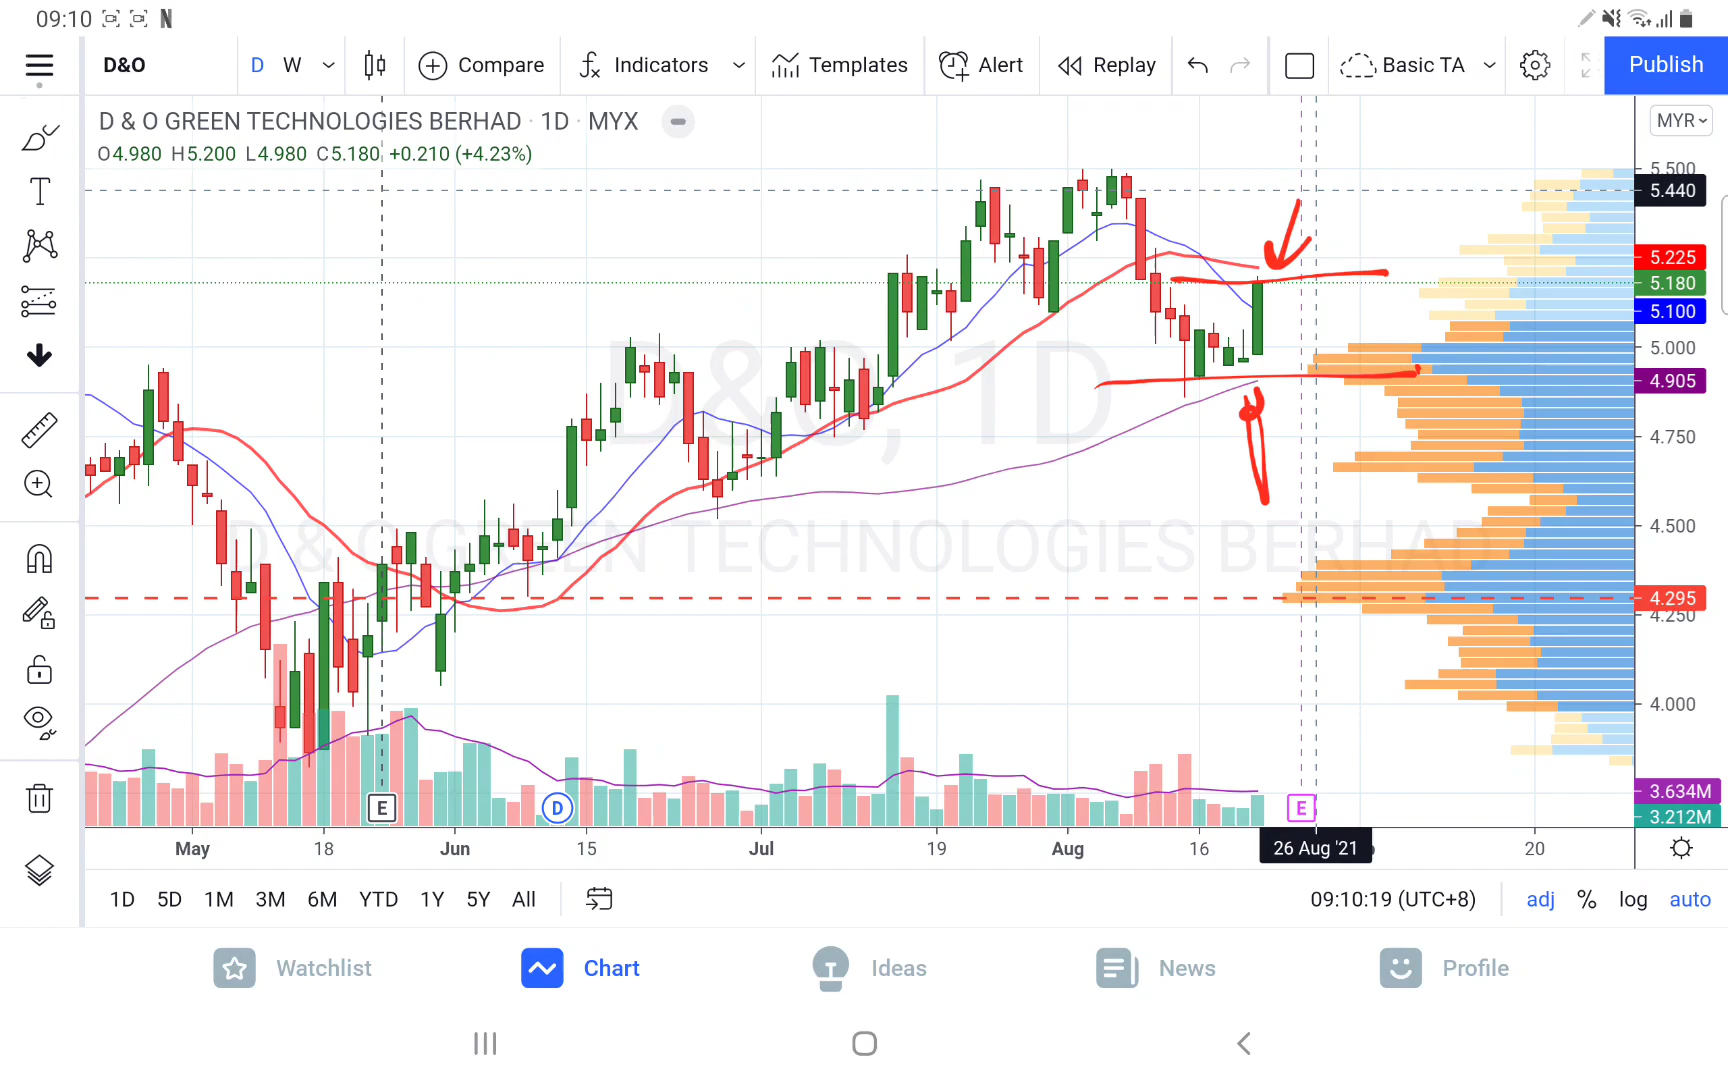 09:10 N
D&O D W Compare Indicators Templates Alert Replay Basic TA Publish
D & O GREEN TECHNOLOGIES BERHAD · 1D · MYX
MYR
O4.980 H5.200 L4.980 C5.180 +0.210 (+4.23%)
5.500
5.440
5.225
5.180
5.100
5.000
4.905
4.750
4.500
4.295
4.250
4.000
3.634M
3.212M
D&O, 1D
D & O GREEN TECHNOLOGIES BERHAD
E D E
May 18 Jun 15 Jul 19 Aug 16 26 Aug '21 20
1D 5D 1M 3M 6M YTD 1Y 5Y All 09:10:19 (UTC+8) adj % log auto
Watchlist Chart Ideas News Profile